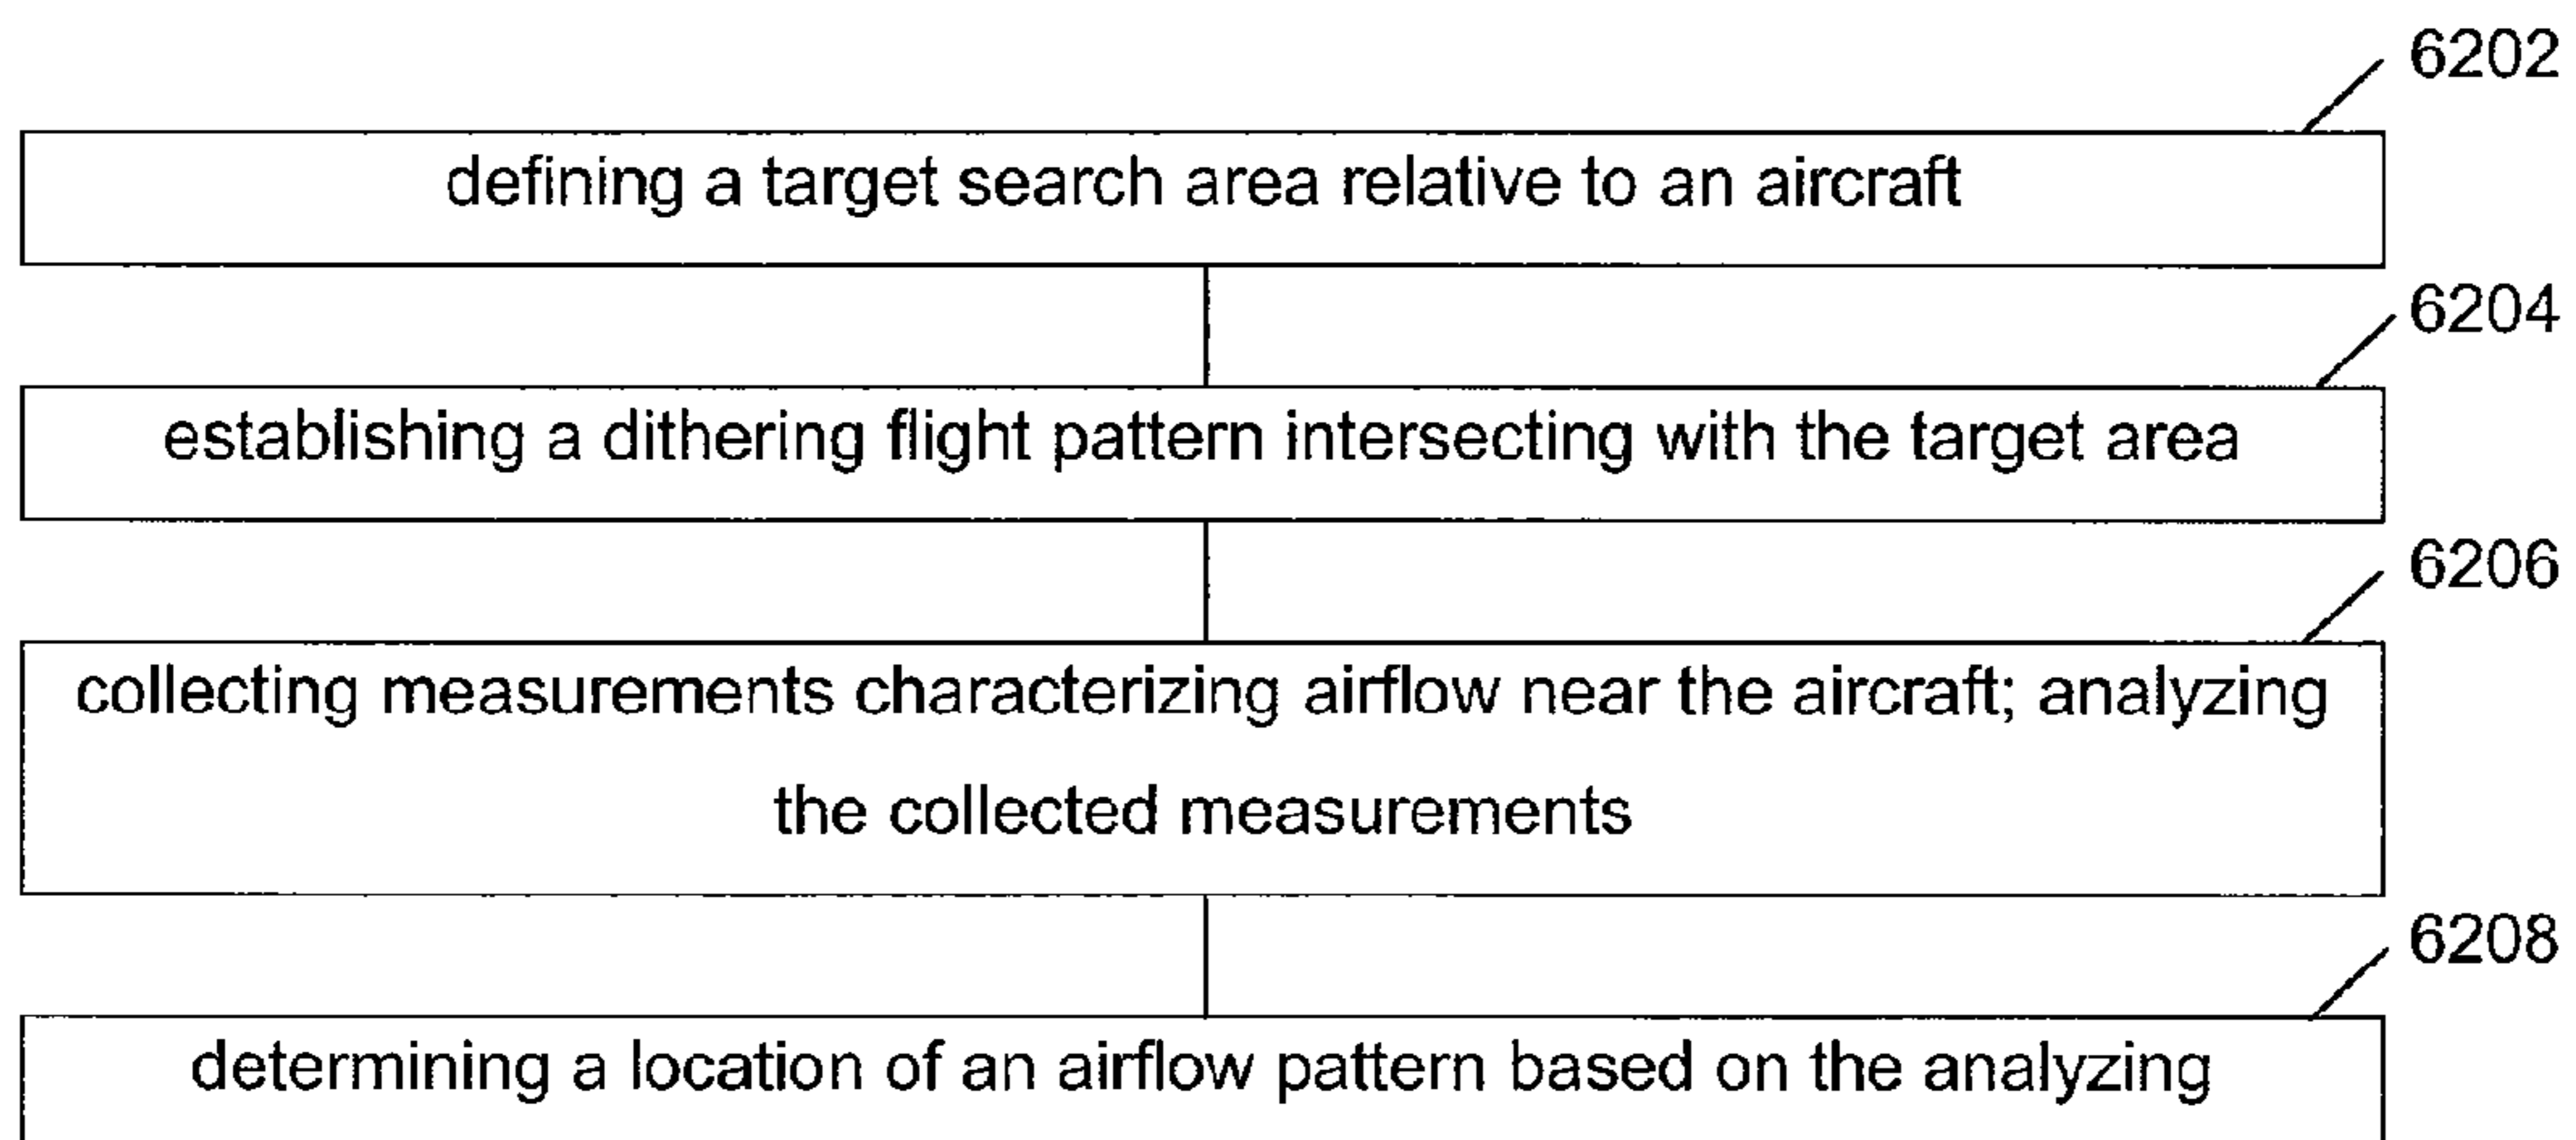 6202
defining a target search area relative to an aircraft
6204
establishing a dithering flight pattern intersecting with the target area
6206
collecting measurements characterizing airflow near the aircraft; analyzing
the collected measurements
6208
determining a location of an airflow pattern based on the analyzing